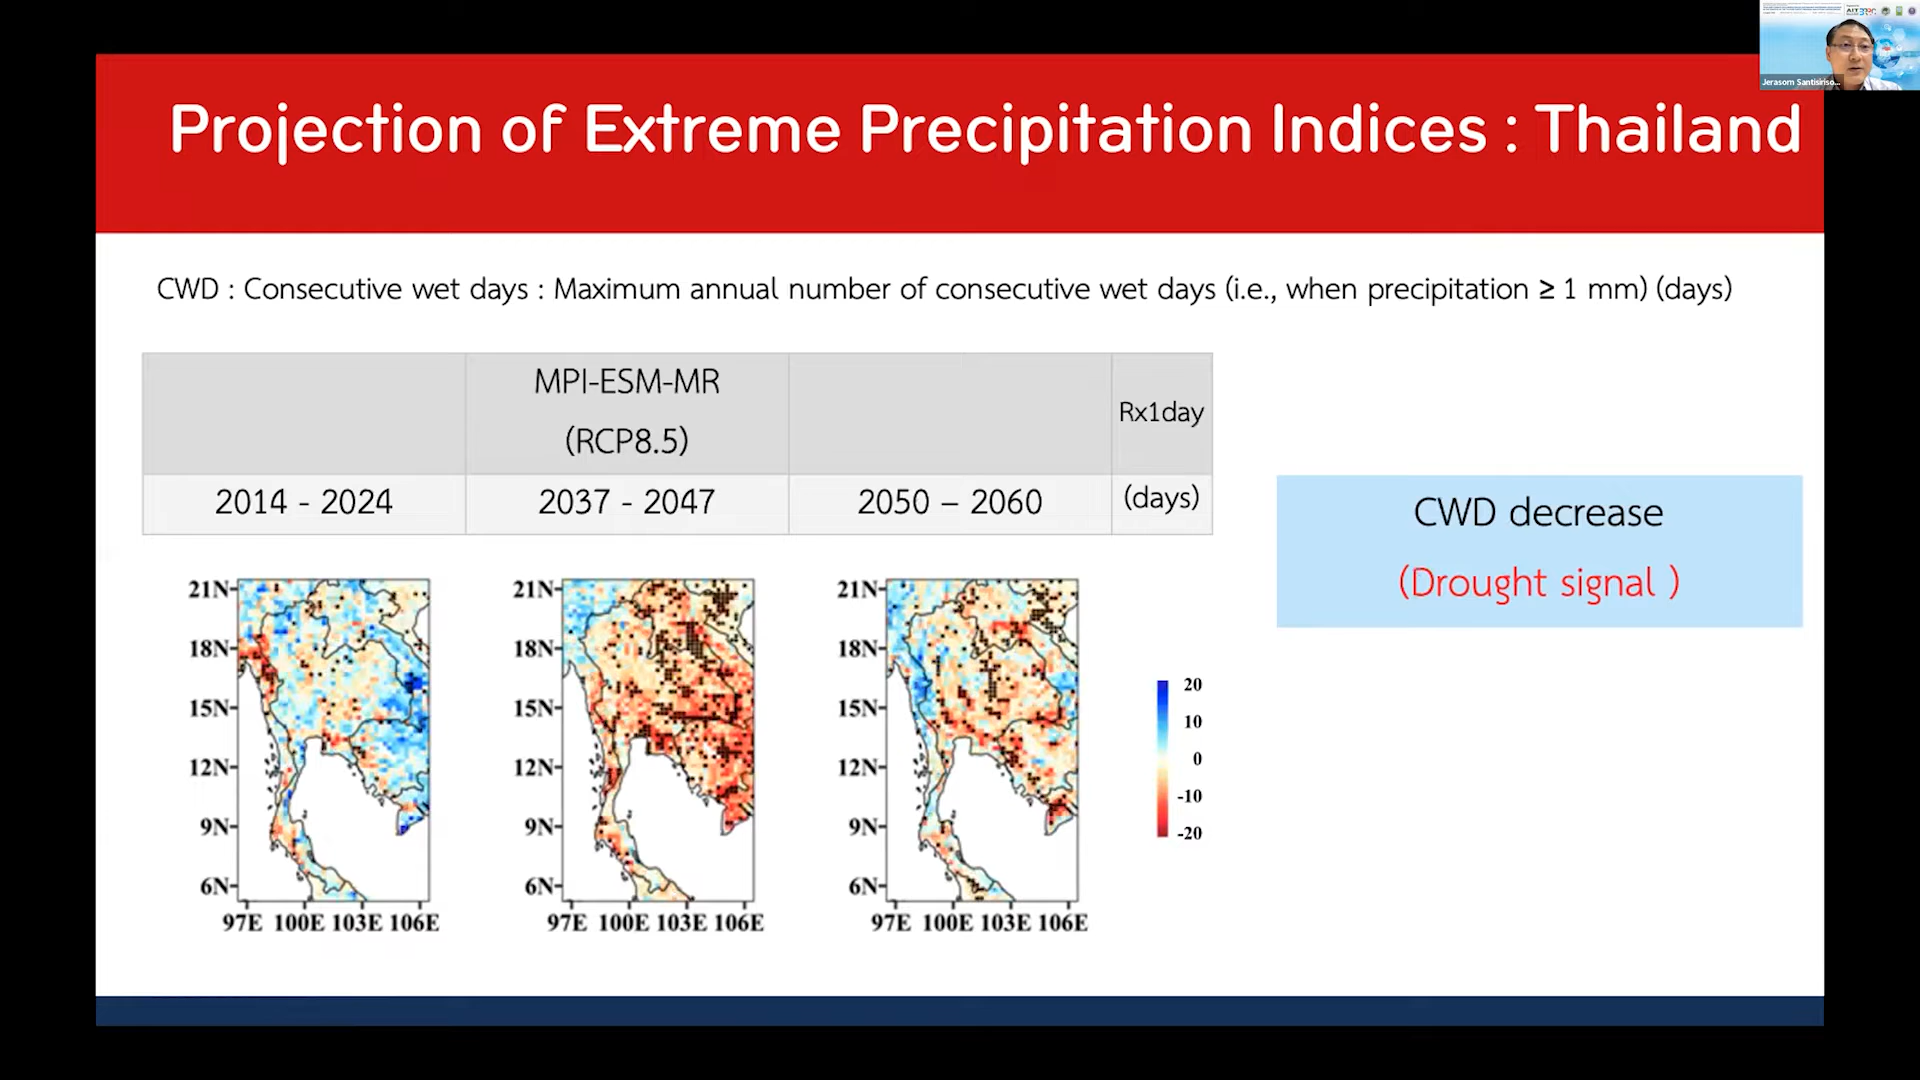 Jerasorn Santisiriso...
Projection of Extreme Precipitation Indices : Thailand
CWD : Consecutive wet days : Maximum annual number of consecutive wet days (i.e., when precipitation ≥ 1 mm) (days)
MPI-ESM-MR
(RCP8.5)
Rx1day
2014 - 2024
2037 - 2047
2050 – 2060
(days)
CWD decrease
(Drought signal )
21N
18N
15N
12N
9N
6N
97E 100E 103E 106E
21N
18N
15N
12N
9N
6N
97E 100E 103E 106E
21N
18N
15N
12N
9N
6N
97E 100E 103E 106E
20
10
0
-10
-20